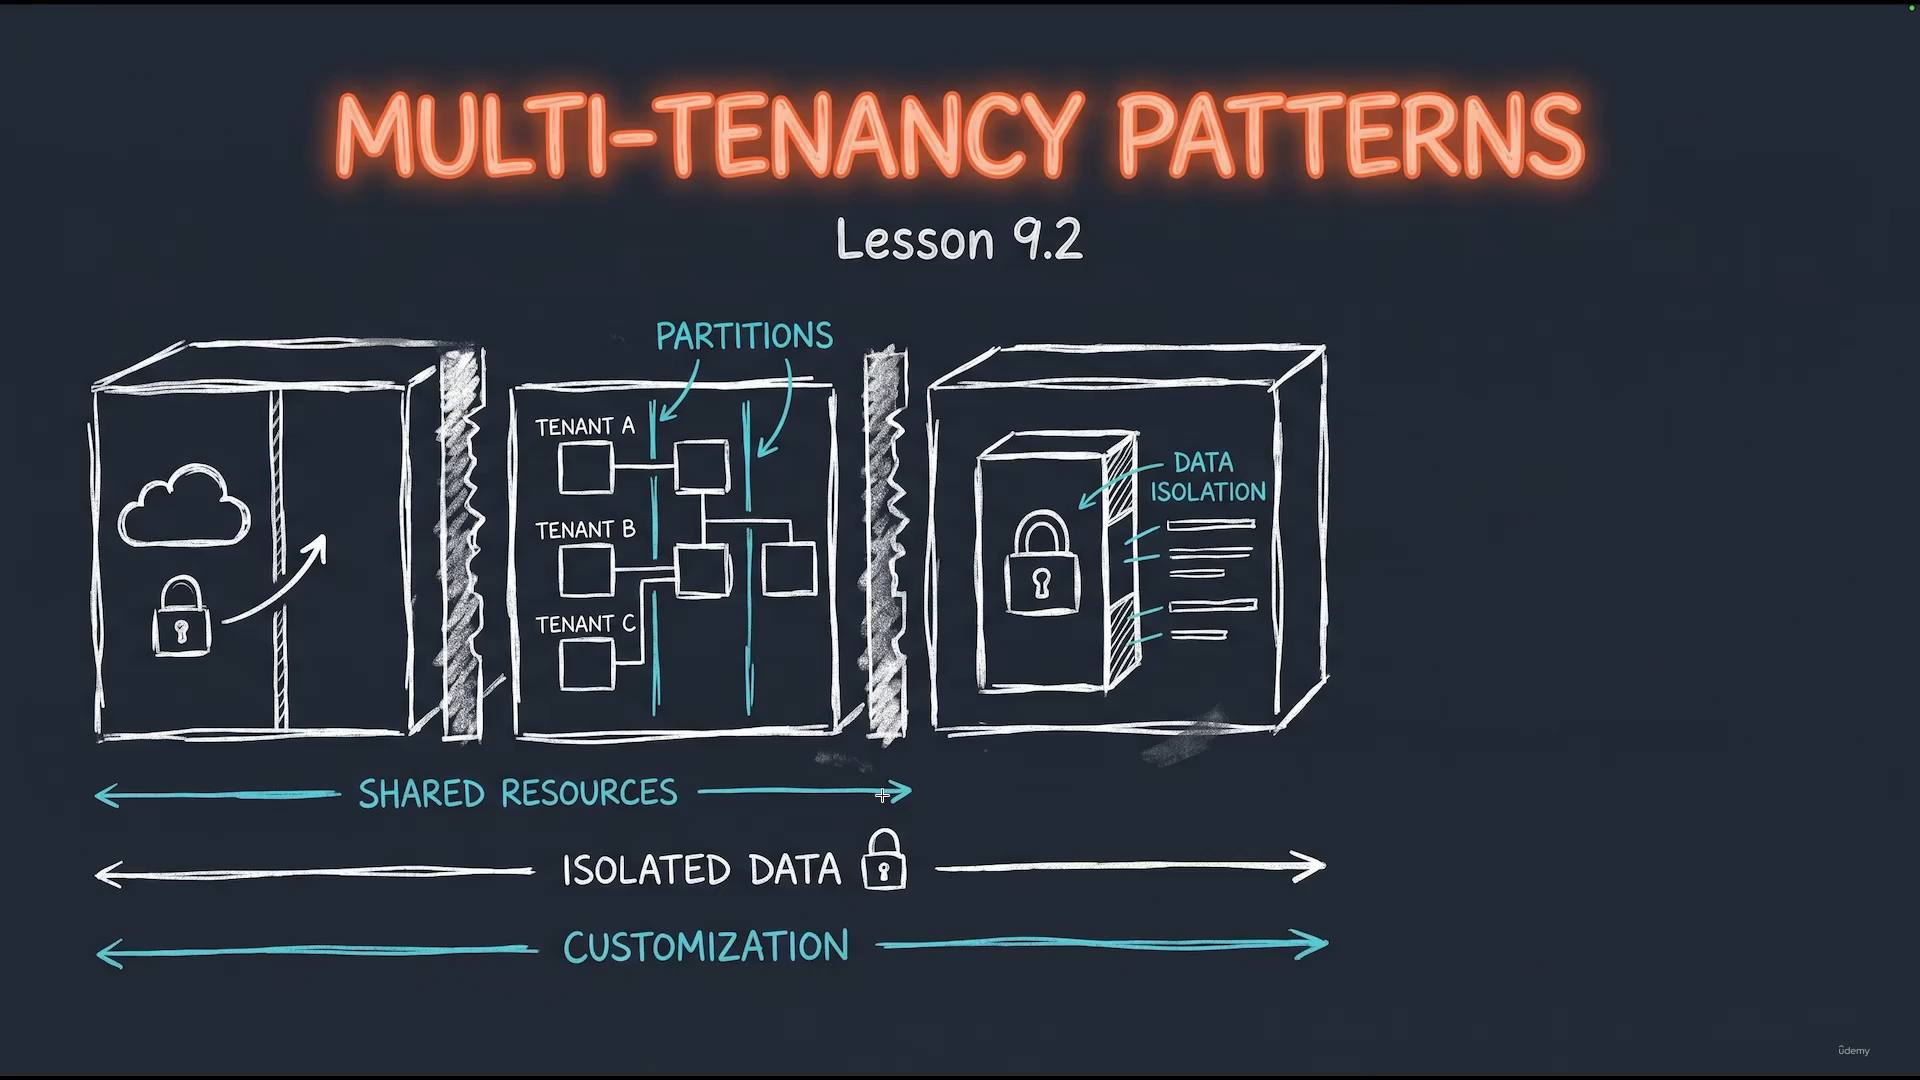 MULTI-TENANCY PATTERNS
Lesson 9.2
PARTITIONS
TENANT A
TENANT B
TENANT C
DATA
ISOLATION
SHARED RESOURCES
ISOLATED DATA
CUSTOMIZATION
ûdemy